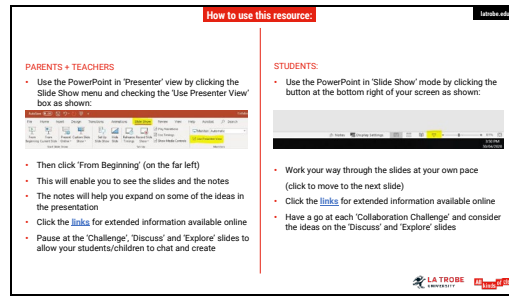 How to use this resource:
latrobe.edu
PARENTS + TEACHERS
• Use the PowerPoint in 'Presenter' view by clicking the
Slide Show menu and checking the 'Use Presenter View'
box as shown:
• Then click 'From Beginning' (on the far left)
• This will enable you to see the slides and the notes
• The notes will help you expand on some of the ideas in
the presentation
• Click the links for extended information available online
• Pause at the 'Challenge', 'Discuss' and 'Explore' slides to
allow your students/children to chat and create
STUDENTS:
• Use the PowerPoint in 'Slide Show' mode by clicking the
button at the bottom right of your screen as shown:
• Work your way through the slides at your own pace
(click to move to the next slide)
• Click the links for extended information available online
• Have a go at each 'Collaboration Challenge' and consider
the ideas on the 'Discuss' and 'Explore' slides
LA TROBE
UNIVERSITY
All
kinds of